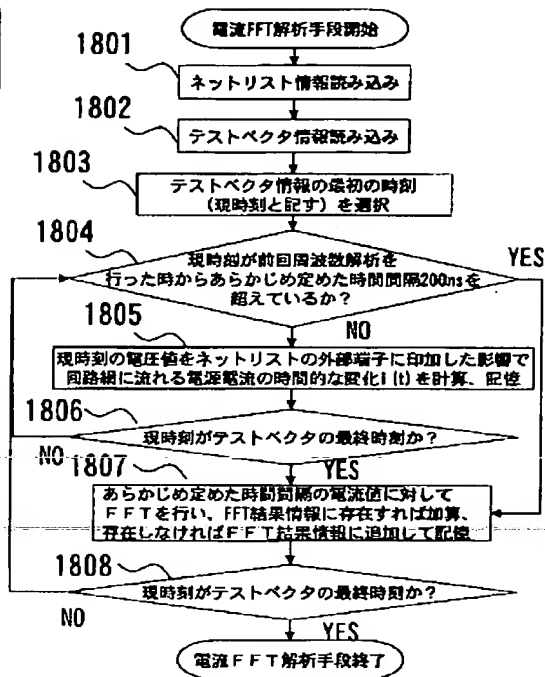 電流FFT解析手段開始
1801
ネットリスト情報読み込み
1802
テストベクタ情報読み込み
1803
テストベクタ情報の最初の時刻
(現時刻と記す)を選択
1804
現時刻が前回周波数解析を
行った時からあらかじめ定めた時間間隔200nsを
超えているか?
YES
NO
1805
現時刻の電圧値をネットリストの外部端子に印加した影響で
回路網に流れる電源電流の時間的な変化i(t)を計算、記憶
1806
現時刻がテストベクタの最終時刻か?
NO
YES
1807
あらかじめ定めた時間間隔の電流値に対して
FFTを行い、FFT結果情報に存在すれば加算、
存在しなければFFT結果情報に追加して記憶
1808
現時刻がテストベクタの最終時刻か?
NO
YES
電流FFT解析手段終了